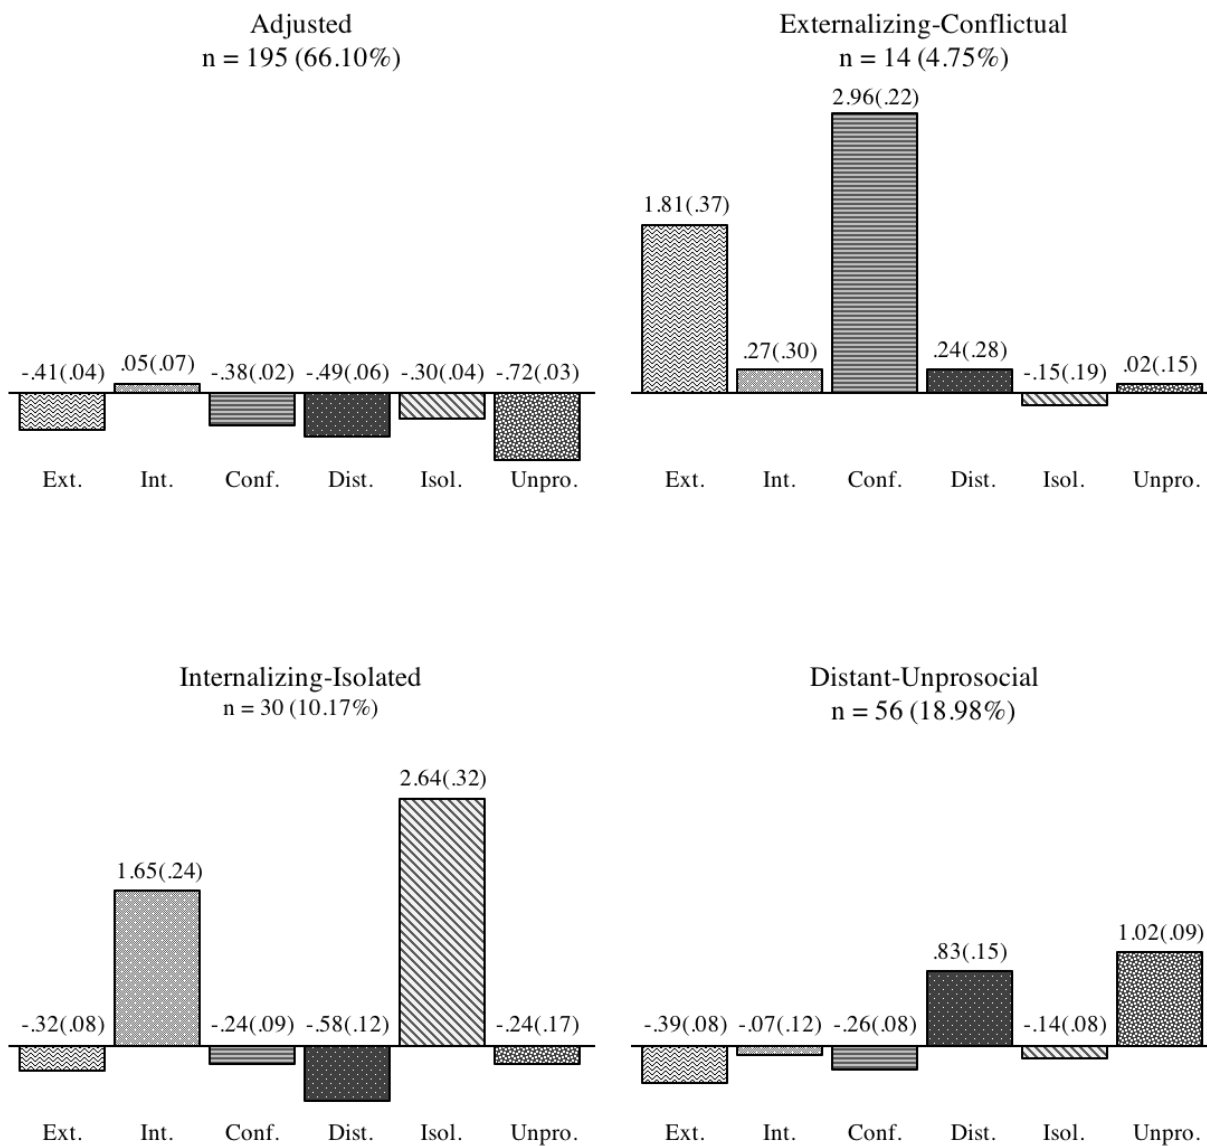 Adjusted
n = 195 (66.10%)
-.41(.04) .05(.07) -.38(.02) -.49(.06) -.30(.04) -.72(.03)
Ext. Int. Conf. Dist. Isol. Unpro.
Externalizing-Conflictual
n = 14 (4.75%)
2.96(.22)
1.81(.37)
.27(.30) .24(.28) -.15(.19) .02(.15)
Ext. Int. Conf. Dist. Isol. Unpro.
Internalizing-Isolated
n = 30 (10.17%)
2.64(.32)
1.65(.24)
-.32(.08) -.24(.09) -.58(.12) -.24(.17)
Ext. Int. Conf. Dist. Isol. Unpro.
Distant-Unprosocial
n = 56 (18.98%)
1.02(.09)
.83(.15)
-.39(.08) -.07(.12) -.26(.08) -.14(.08)
Ext. Int. Conf. Dist. Isol. Unpro.